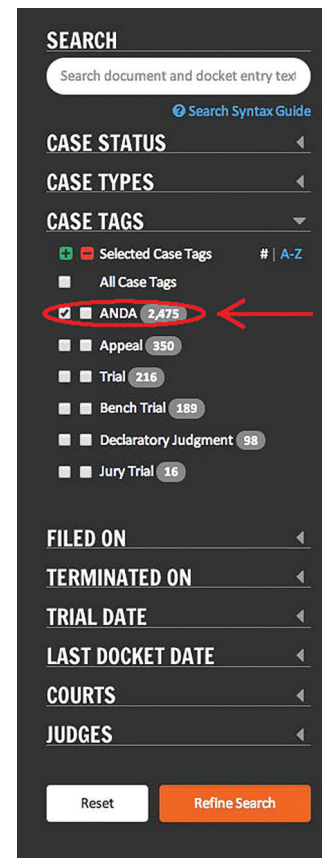 SEARCH
Search document and docket entry text
Search Syntax Guide
CASE STATUS
CASE TYPES
CASE TAGS
Selected Case Tags # | A-Z
All Case Tags
ANDA 2,475
Appeal 350
Trial 216
Bench Trial 189
Declaratory Judgment 98
Jury Trial 16
FILED ON
TERMINATED ON
TRIAL DATE
LAST DOCKET DATE
COURTS
JUDGES
Reset Refine Search